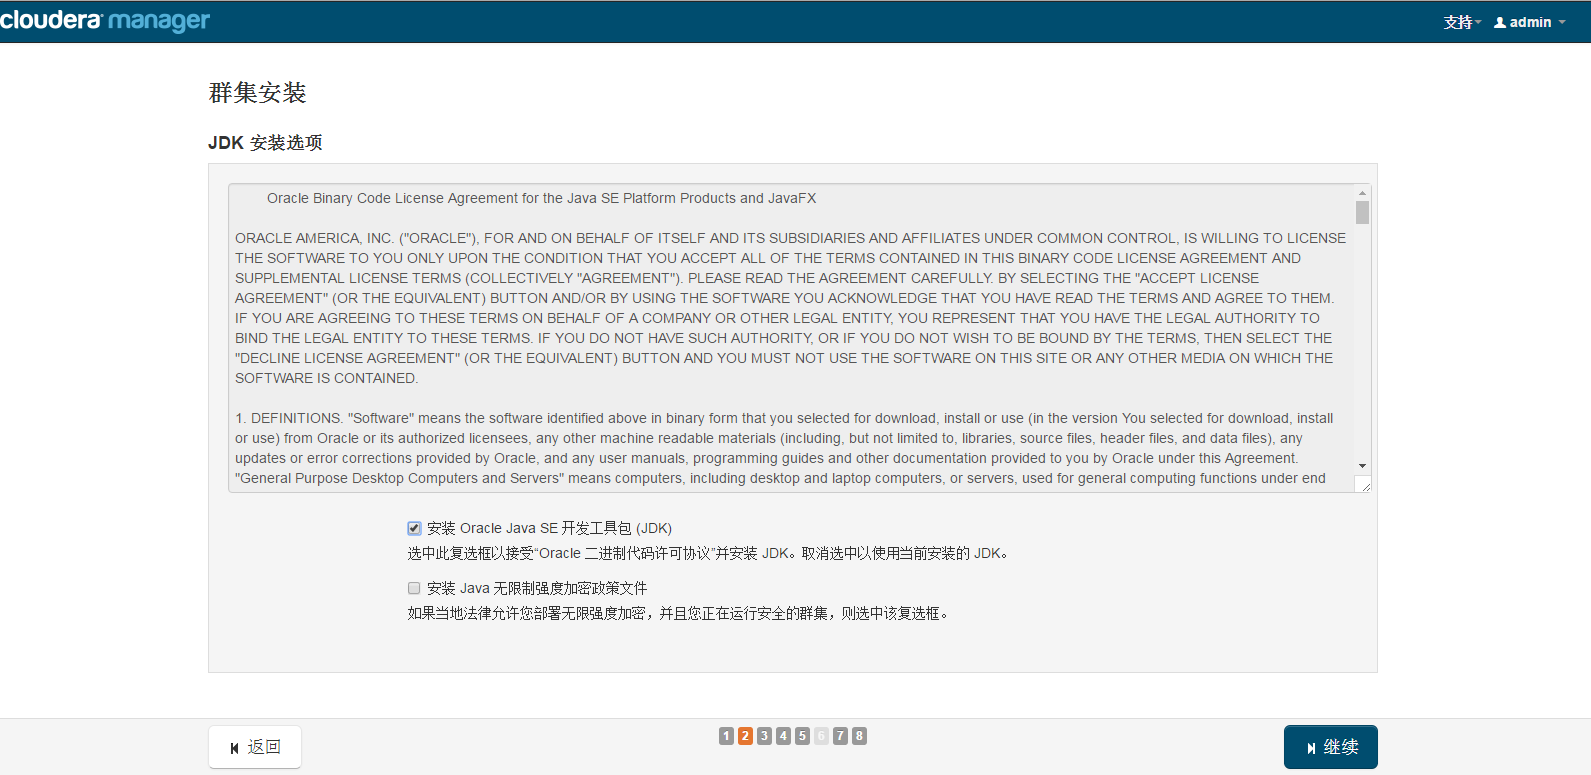 cloudera manager
支持 admin
群集安装
JDK 安装选项
Oracle Binary Code License Agreement for the Java SE Platform Products and JavaFX
ORACLE AMERICA, INC. ("ORACLE"), FOR AND ON BEHALF OF ITSELF AND ITS SUBSIDIARIES AND AFFILIATES UNDER COMMON CONTROL, IS WILLING TO LICENSE
THE SOFTWARE TO YOU ONLY UPON THE CONDITION THAT YOU ACCEPT ALL OF THE TERMS CONTAINED IN THIS BINARY CODE LICENSE AGREEMENT AND
SUPPLEMENTAL LICENSE TERMS (COLLECTIVELY "AGREEMENT"). PLEASE READ THE AGREEMENT CAREFULLY. BY SELECTING THE "ACCEPT LICENSE
AGREEMENT" (OR THE EQUIVALENT) BUTTON AND/OR BY USING THE SOFTWARE YOU ACKNOWLEDGE THAT YOU HAVE READ THE TERMS AND AGREE TO THEM.
IF YOU ARE AGREEING TO THESE TERMS ON BEHALF OF A COMPANY OR OTHER LEGAL ENTITY, YOU REPRESENT THAT YOU HAVE THE LEGAL AUTHORITY TO
BIND THE LEGAL ENTITY TO THESE TERMS. IF YOU DO NOT HAVE SUCH AUTHORITY, OR IF YOU DO NOT WISH TO BE BOUND BY THE TERMS, THEN SELECT THE
"DECLINE LICENSE AGREEMENT" (OR THE EQUIVALENT) BUTTON AND YOU MUST NOT USE THE SOFTWARE ON THIS SITE OR ANY OTHER MEDIA ON WHICH THE
SOFTWARE IS CONTAINED.
1. DEFINITIONS. "Software" means the software identified above in binary form that you selected for download, install or use (in the version You selected for download, install
or use) from Oracle or its authorized licensees, any other machine readable materials (including, but not limited to, libraries, source files, header files, and data files), any
updates or error corrections provided by Oracle, and any user manuals, programming guides and other documentation provided to you by Oracle under this Agreement.
"General Purpose Desktop Computers and Servers" means computers, including desktop and laptop computers, or servers, used for general computing functions under end
安装 Oracle Java SE 开发工具包 (JDK)
选中此复选框以接受“Oracle 二进制代码许可协议”并安装 JDK。取消选中以使用当前安装的 JDK。
安装 Java 无限制强度加密政策文件
如果当地法律允许您部署无限强度加密，并且您正在运行安全的群集，则选中该复选框。
返回 1 2 3 4 5 6 7 8 继续